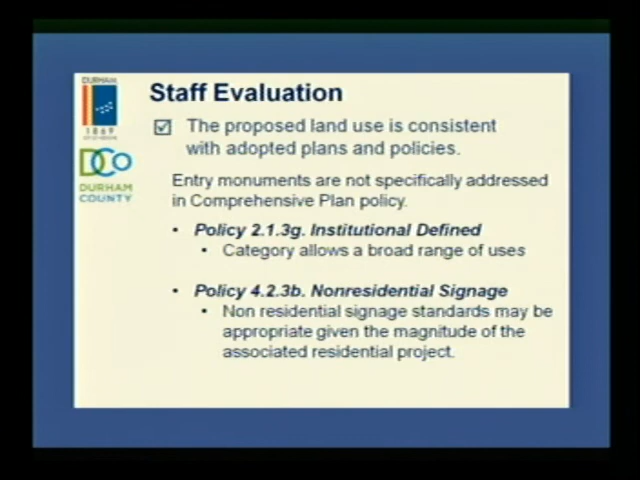 Staff Evaluation
DURHAM
1869
DCo
DURHAM
COUNTY
The proposed land use is consistent
with adopted plans and policies.
Entry monuments are not specifically addressed
in Comprehensive Plan policy.
• Policy 2.1.3g. Institutional Defined
• Category allows a broad range of uses
• Policy 4.2.3b. Nonresidential Signage
• Non residential signage standards may be
appropriate given the magnitude of the
associated residential project.